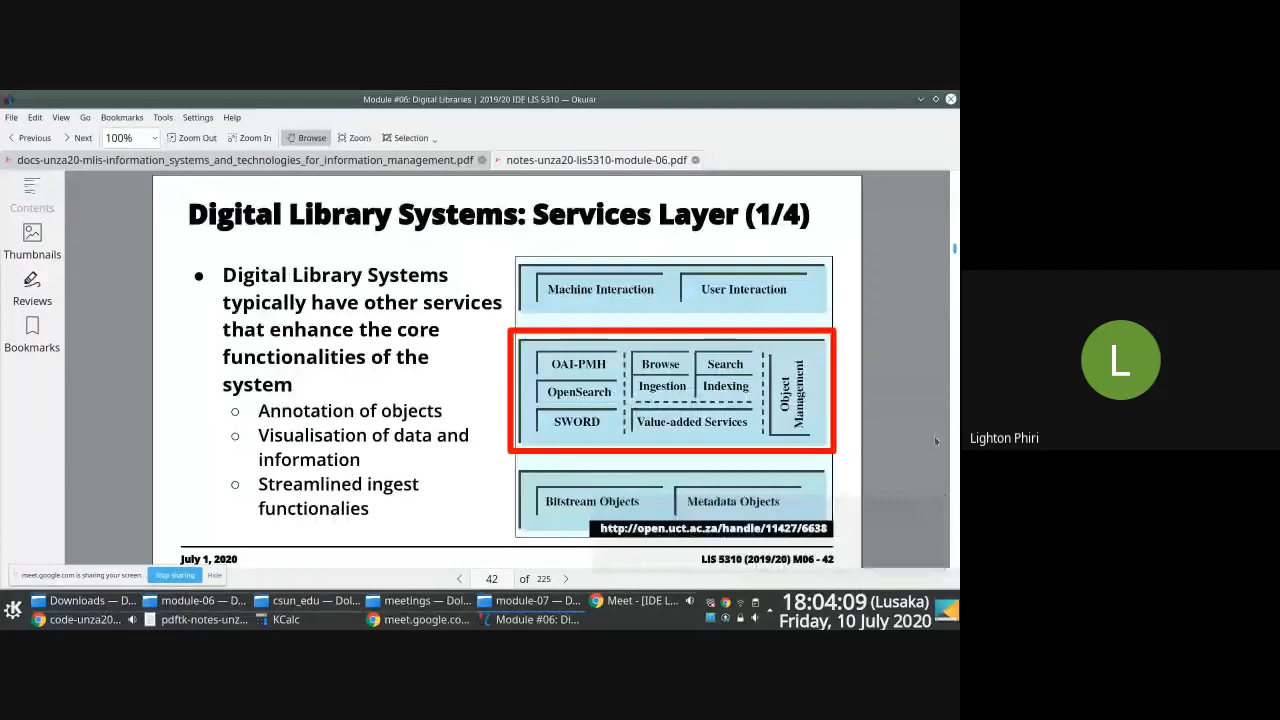 Module #06: Digital Libraries | 2019/20 IDE LIS 5310 — Okular
File Edit View Go Bookmarks Tools Settings Help
Previous Next 100% Zoom Out Zoom In Browse Zoom Selection
docs-unza20-mlis-information_systems_and_technologies_for_information_management.pdf notes-unza20-lis5310-module-06.pdf
Contents
Thumbnails
Reviews
Bookmarks
Digital Library Systems: Services Layer (1/4)
● Digital Library Systems
typically have other services
that enhance the core
functionalities of the
system
○ Annotation of objects
○ Visualisation of data and
information
○ Streamlined ingest
functionalies
Machine Interaction User Interaction
OAI-PMH Browse Search
OpenSearch Ingestion Indexing
SWORD Value-added Services
Object
Management
Bitstream Objects Metadata Objects
http://open.uct.ac.za/handle/11427/6638
July 1, 2020 LIS 5310 (2019/20) M06 - 42
meet.google.com is sharing your screen. Stop sharing Hide
42 of 225
Downloads — D... module-06 — D... csun_edu — Dol... meetings — Dol... module-07 — D... Meet - [IDE L...
code-unza20... pdftk-notes-unz... KCalc meet.google.co... Module #06: Di...
18:04:09 (Lusaka)
Friday, 10 July 2020
L
Lighton Phiri